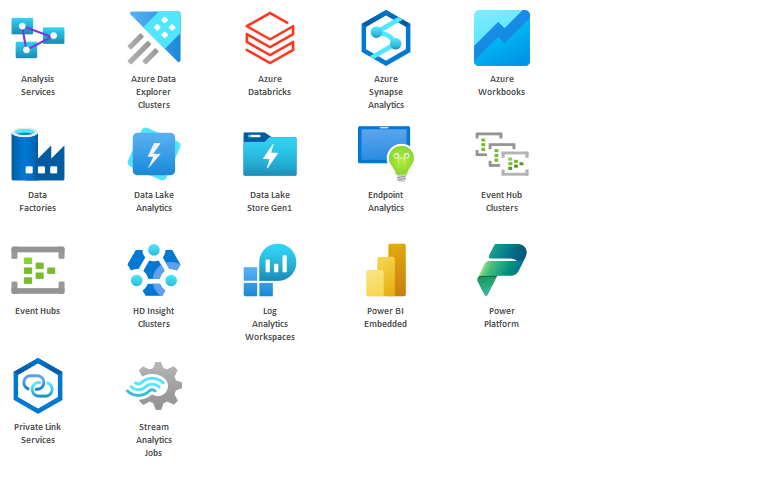 Analysis
Services
Azure Data
Explorer
Clusters
Azure
Databricks
Azure
Synapse
Analytics
Azure
Workbooks
Data
Factories
Data Lake
Analytics
Data Lake
Store Gen1
Endpoint
Analytics
Event Hub
Clusters
Event Hubs
HD Insight
Clusters
Log
Analytics
Workspaces
Power BI
Embedded
Power
Platform
Private Link
Services
Stream
Analytics
Jobs